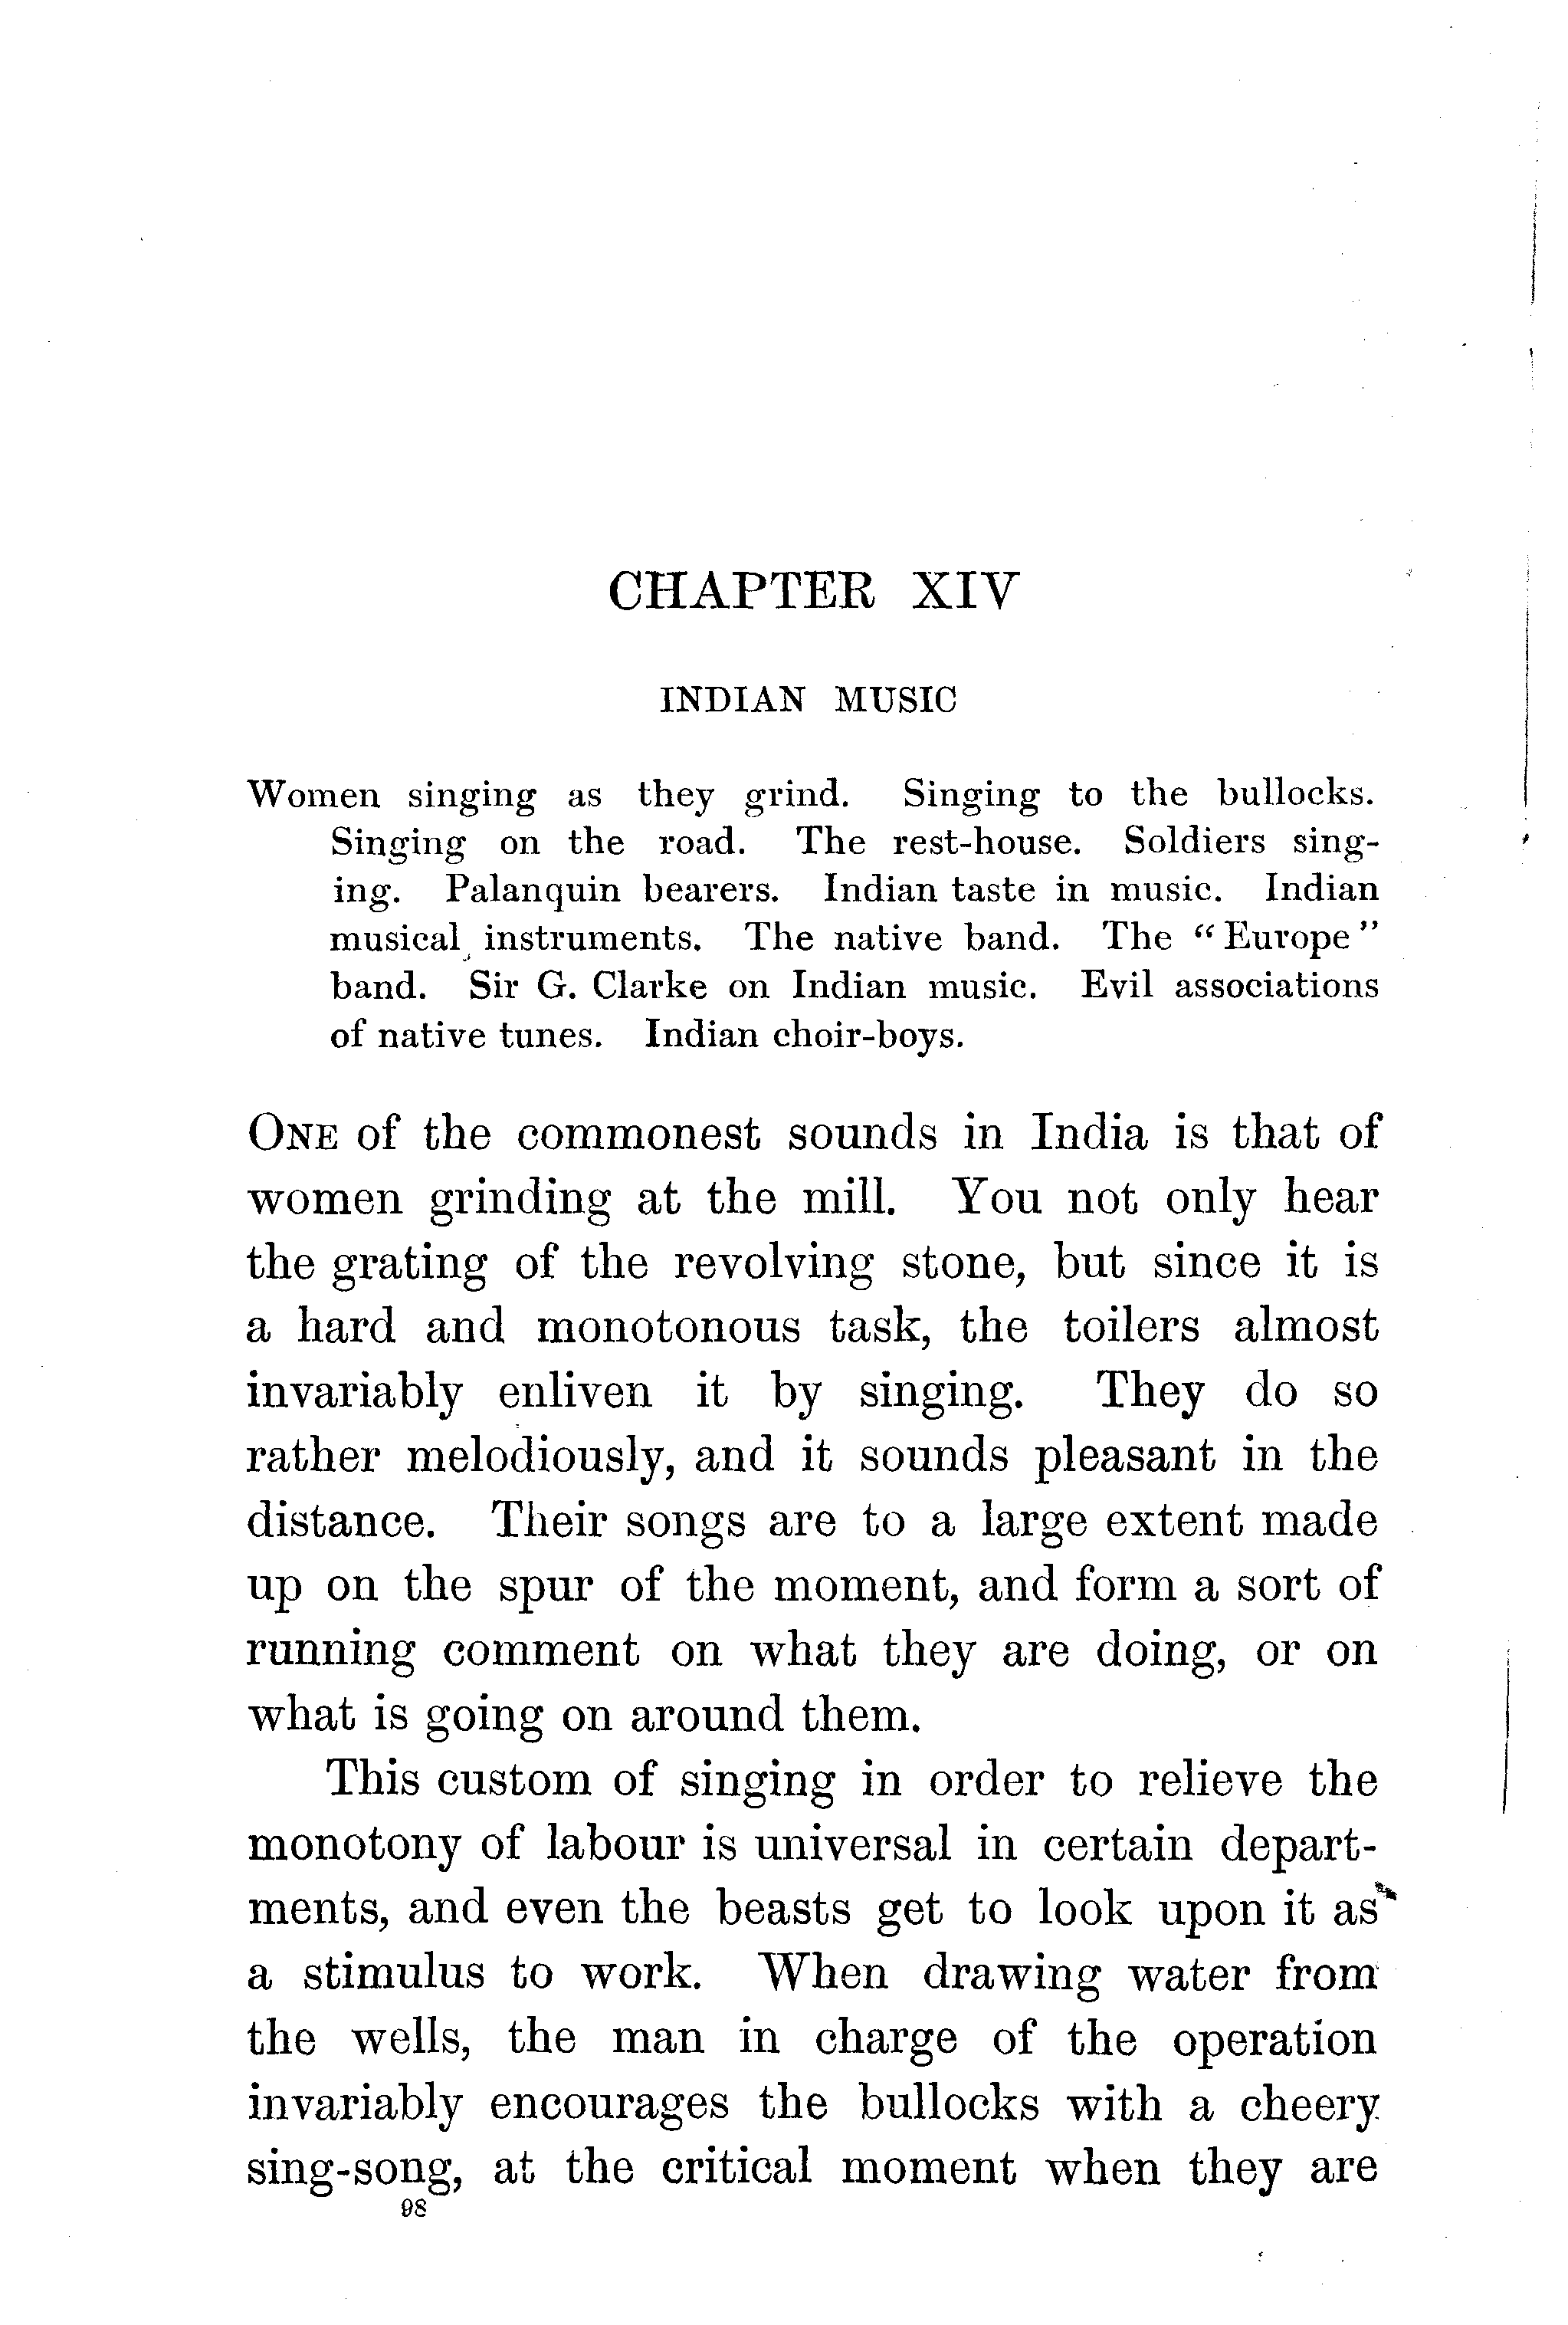 CHAPTER XIV
INDIAN MUSIC
Women singing as they grind. Singing to the bullocks.
Singing on the road. The rest-house. Soldiers sing-
ing. Palanquin bearers. Indian taste in music. Indian
musical instruments. The native band. The “Europe”
band. Sir G. Clarke on Indian music. Evil associations
of native tunes. Indian choir-boys.
ONE of the commonest sounds in India is that of
women grinding at the mill. You not only hear
the grating of the revolving stone, but since it is
a hard and monotonous task, the toilers almost
invariably enliven it by singing. They do so
rather melodiously, and it sounds pleasant in the
distance. Their songs are to a large extent made
up on the spur of the moment, and form a sort of
running comment on what they are doing, or on
what is going on around them.
This custom of singing in order to relieve the
monotony of labour is universal in certain depart-
ments, and even the beasts get to look upon it as
a stimulus to work. When drawing water from
the wells, the man in charge of the operation
invariably encourages the bullocks with a cheery
sing-song, at the critical moment when they are
98